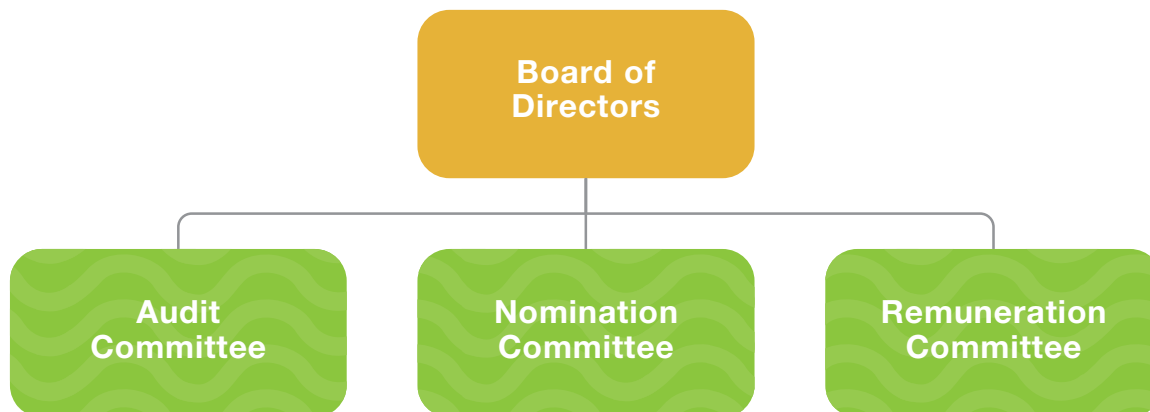 Board of
Directors
Audit
Committee
Nomination
Committee
Remuneration
Committee